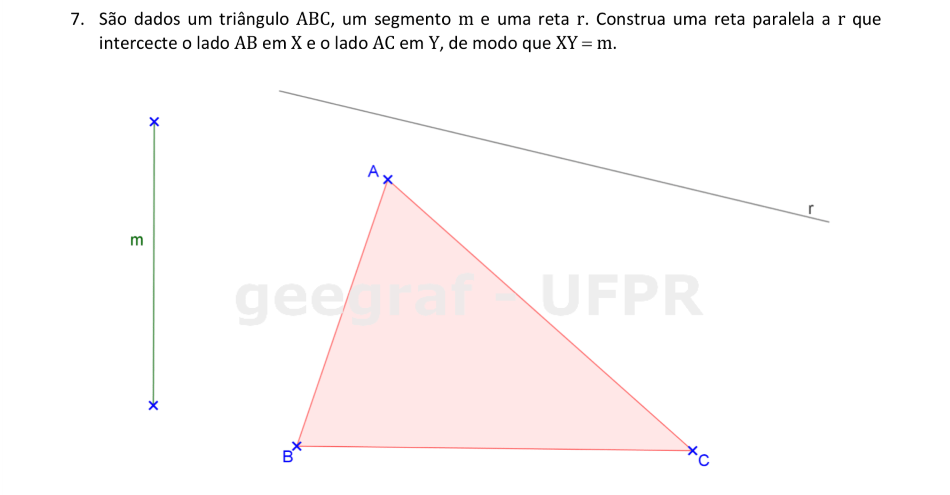 7. São dados um triângulo ABC, um segmento m e uma reta r. Construa uma reta paralela a r que
intercecte o lado AB em X e o lado AC em Y, de modo que XY = m.
A
r
m
geegraf - UFPR
B
C